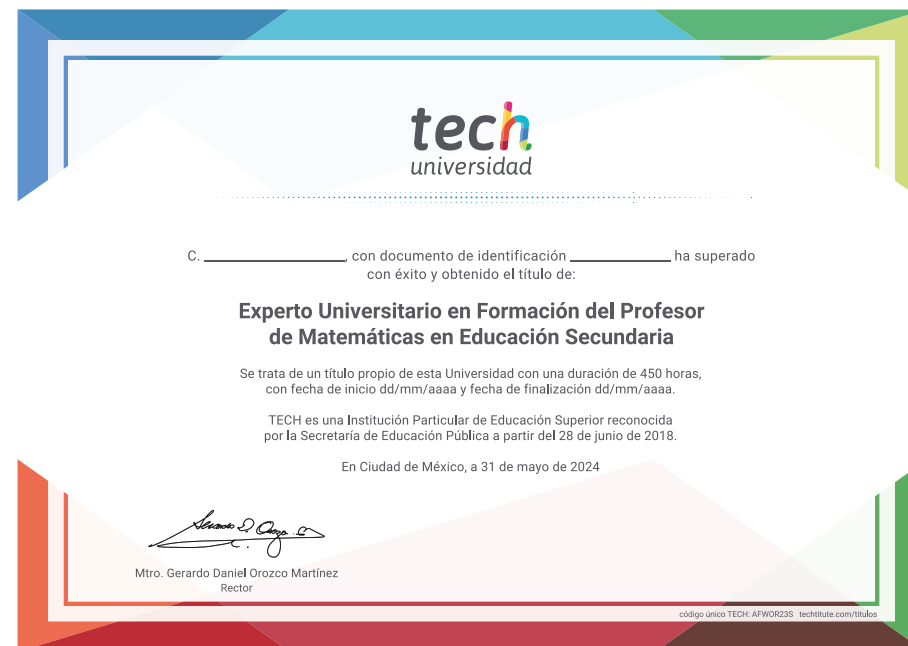 tech
universidad
C. ____________, con documento de identificación ____________ ha superado
con éxito y obtenido el título de:
Experto Universitario en Formación del Profesor
de Matemáticas en Educación Secundaria
Se trata de un título propio de esta Universidad con una duración de 450 horas,
con fecha de inicio dd/mm/aaaa y fecha de finalización dd/mm/aaaa.
TECH es una Institución Particular de Educación Superior reconocida
por la Secretaría de Educación Pública a partir del 28 de junio de 2018.
En Ciudad de México, a 31 de mayo de 2024
Mtro. Gerardo Daniel Orozco Martínez
Rector
código único TECH: AFWOR23S techtitute.com/titulos